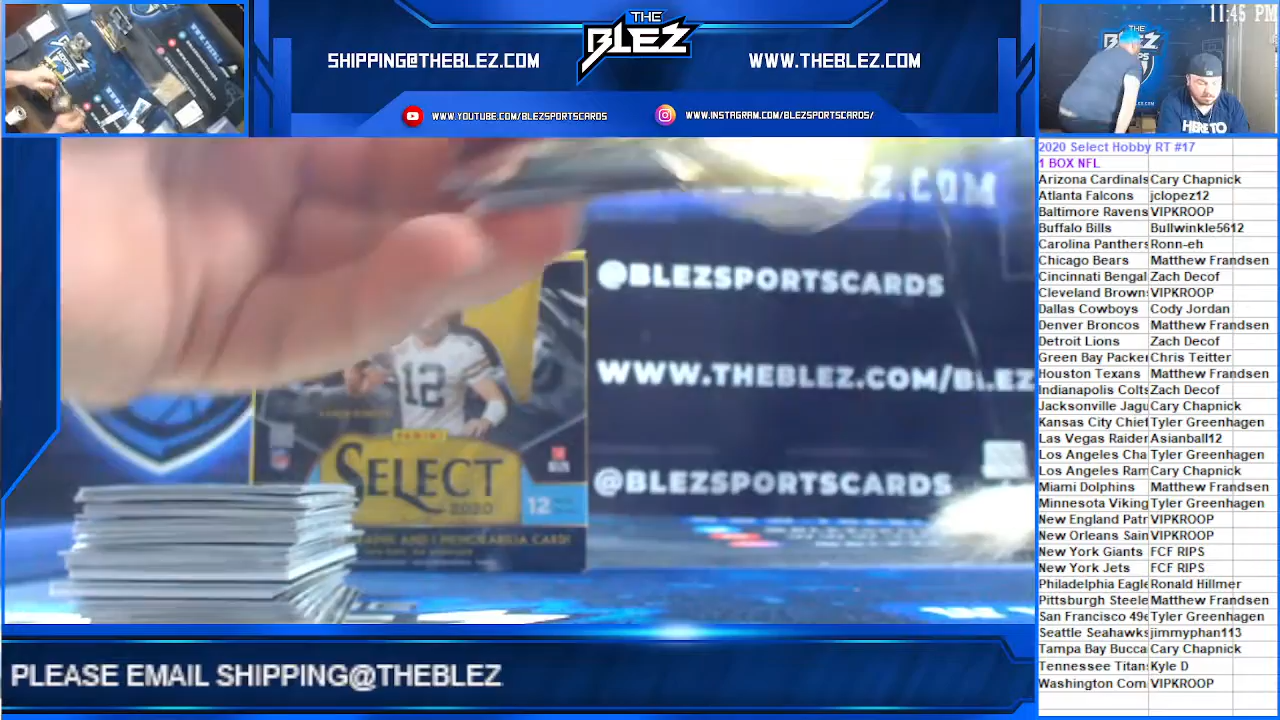 11:45 PM
THE
BLEZ
SHIPPING@THEBLEZ.COM
WWW.THEBLEZ.COM
WWW.YOUTUBE.COM/BLEZSPORTSCARDS
WWW.INSTAGRAM.COM/BLEZSPORTSCARDS/
HERE TO
Z.COM
@BLEZSPORTSCARDS
WWW.THEBLEZ.COM/BLEZ
@BLEZSPORTSCARDS
12
PANINI
SELECT
2020
12
PLEASE EMAIL SHIPPING@THEBLEZ
2020 Select Hobby RT #17
1 BOX NFL
Arizona Cardinals Cary Chapnick
Atlanta Falcons jclopez12
Baltimore Ravens VIPKROOP
Buffalo Bills Bullwinkle5612
Carolina Panthers Ronn-eh
Chicago Bears Matthew Frandsen
Cincinnati Bengal Zach Decof
Cleveland Brown VIPKROOP
Dallas Cowboys Cody Jordan
Denver Broncos Matthew Frandsen
Detroit Lions Zach Decof
Green Bay Packer Chris Teitter
Houston Texans Matthew Frandsen
Indianapolis Colts Zach Decof
Jacksonville Jagu Cary Chapnick
Kansas City Chief Tyler Greenhagen
Las Vegas Raider Asianball12
Los Angeles Cha Tyler Greenhagen
Los Angeles Ram Cary Chapnick
Miami Dolphins Matthew Frandsen
Minnesota Viking Tyler Greenhagen
New England Patr VIPKROOP
New Orleans Sain VIPKROOP
New York Giants FCF RIPS
New York Jets FCF RIPS
Philadelphia Eagle Ronald Hillmer
Pittsburgh Steele Matthew Frandsen
San Francisco 49e Tyler Greenhagen
Seattle Seahawks jimmyphan113
Tampa Bay Bucca Cary Chapnick
Tennessee Titan Kyle D
Washington Com VIPKROOP